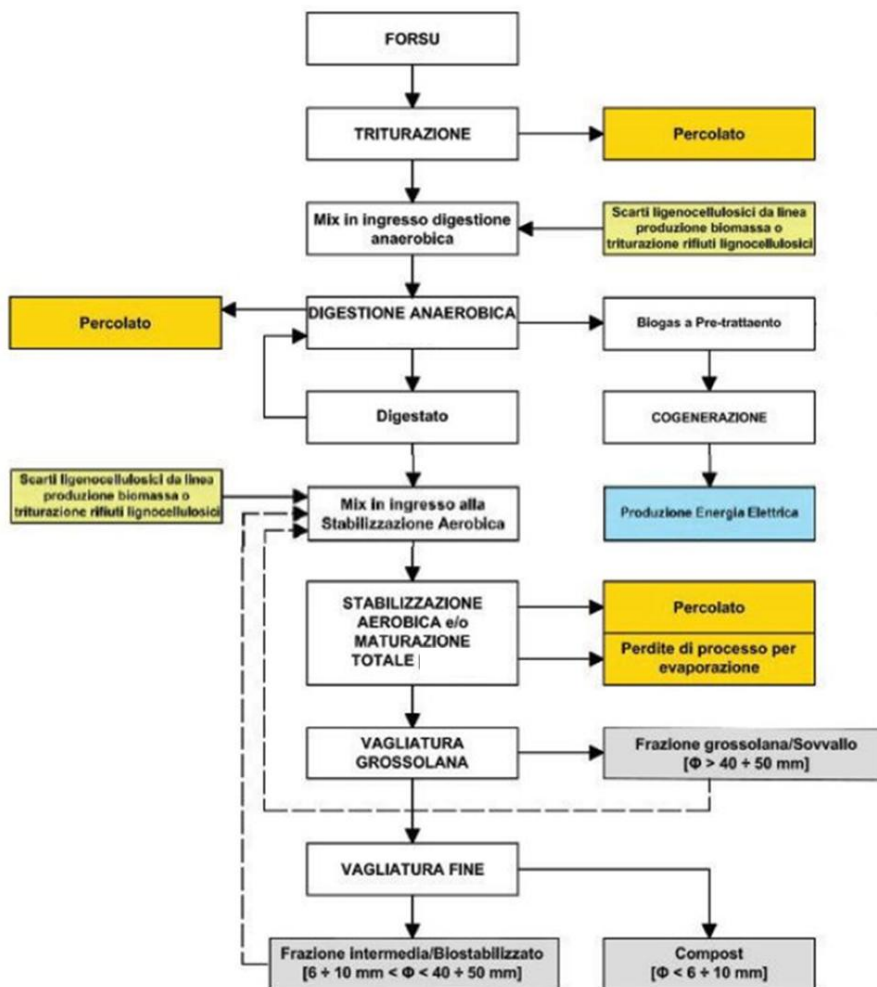 FORSU
TRITURAZIONE
Percolato
Mix in ingresso digestione
anaerobica
Scarti ligenocellulosici da linea
produzione biomassa o
triturazione rifiuti lignocellulosici
Percolato
DIGESTIONE ANAEROBICA
Biogas a Pre-trattaento
Digestato
COGENERAZIONE
Scarti ligenocellulosici da linea
produzione biomassa o
triturazione rifiuti lignocellulosici
Mix in ingresso alla
Stabilizzazione Aerobica
Produzione Energia Elettrica
STABILIZZAZIONE
AEROBICA e/o
MATURAZIONE
TOTALE
Percolato
Perdite di processo per
evaporazione
VAGLIATURA
GROSSOLANA
Frazione grossolana/Sovvallo
[Φ > 40 ÷ 50 mm]
VAGLIATURA FINE
Frazione intermedia/Biostabilizzato
[6 ÷ 10 mm < Φ < 40 ÷ 50 mm]
Compost
[Φ < 6 ÷ 10 mm]